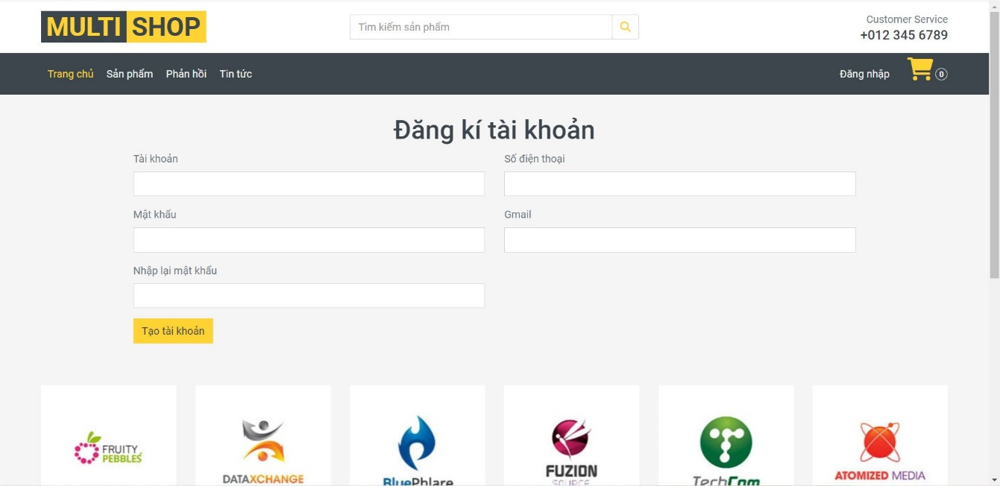 MULTI SHOP
Tìm kiếm sản phẩm
Customer Service
+012 345 6789
Trang chủ Sản phẩm Phản hồi Tin tức Đăng nhập 0
Đăng kí tài khoản
Tài khoản Số điện thoại
Mật khẩu Gmail
Nhập lại mật khẩu
Tạo tài khoản
FRUITY
PEBBLES
DATAXCHANGE
BluePhlare
FUZION
SOURCE
TechCom
ATOMIZED MEDIA